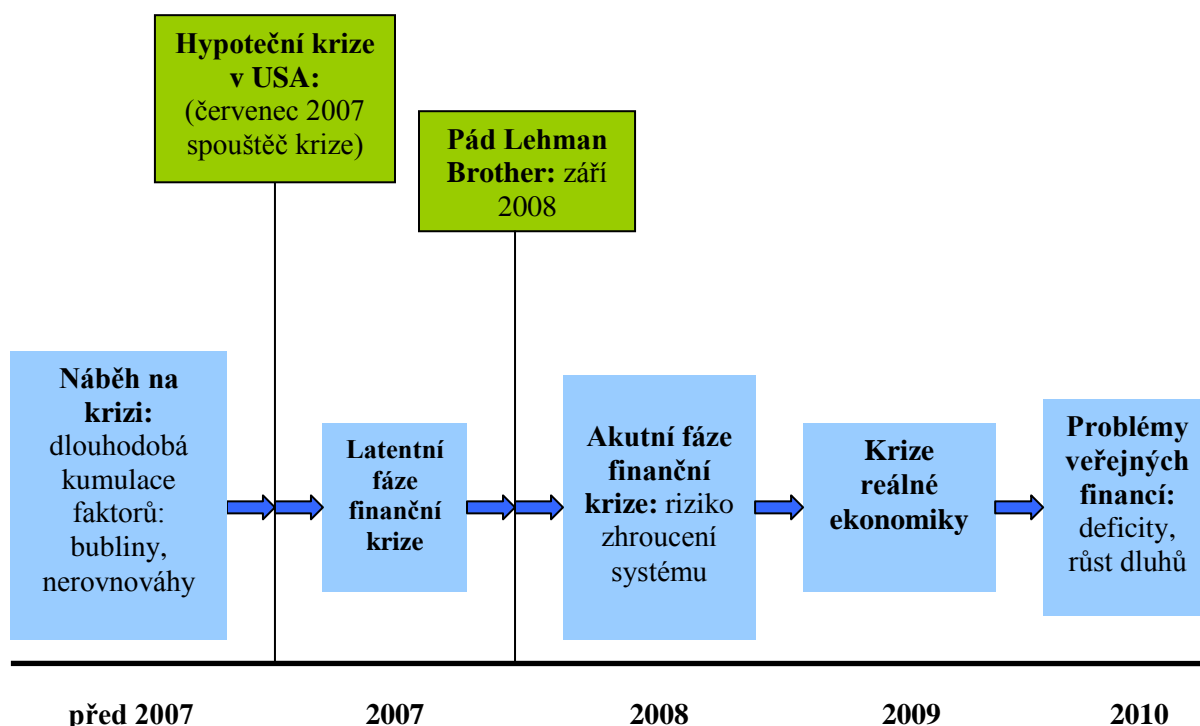 Hypoteční krize
v USA:
(červenec 2007
spouštěč krize)
Pád Lehman
Brother: září
2008
Náběh na
krizi:
dlouhodobá
kumulace
faktorů:
bubliny,
nerovnováhy
Latentní
fáze
finanční
krize
Akutní fáze
finanční
krize: riziko
zhroucení
systému
Krize
reálné
ekonomiky
Problémy
veřejných
financí:
deficity,
růst dluhů
před 2007
2007
2008
2009
2010